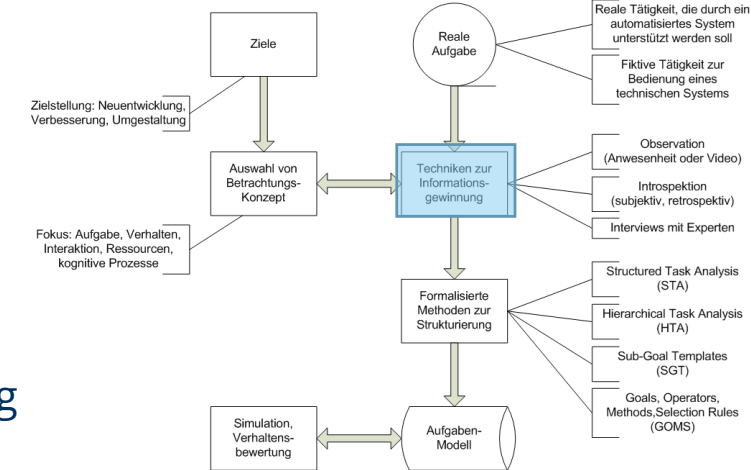 Ziele
Reale
Aufgabe
Reale Tätigkeit, die durch ein
automatisiertes System
unterstützt werden soll
Fiktive Tätigkeit zur
Bedienung eines
technischen Systems
Zielstellung: Neuentwicklung,
Verbesserung, Umgestaltung
Auswahl von
Betrachtungs-
Konzept
Techniken zur
Informations-
gewinnung
Observation
(Anwesenheit oder Video)
Introspektion
(subjektiv, retrospektiv)
Interviews mit Experten
Fokus: Aufgabe, Verhalten,
Interaktion, Ressourcen,
kognitive Prozesse
Formalisierte
Methoden zur
Strukturierung
Structured Task Analysis
(STA)
Hierarchical Task Analysis
(HTA)
Sub-Goal Templates
(SGT)
Goals, Operators,
Methods,Selection Rules
(GOMS)
g
Simulation,
Verhaltens-
bewertung
Aufgaben-
Modell